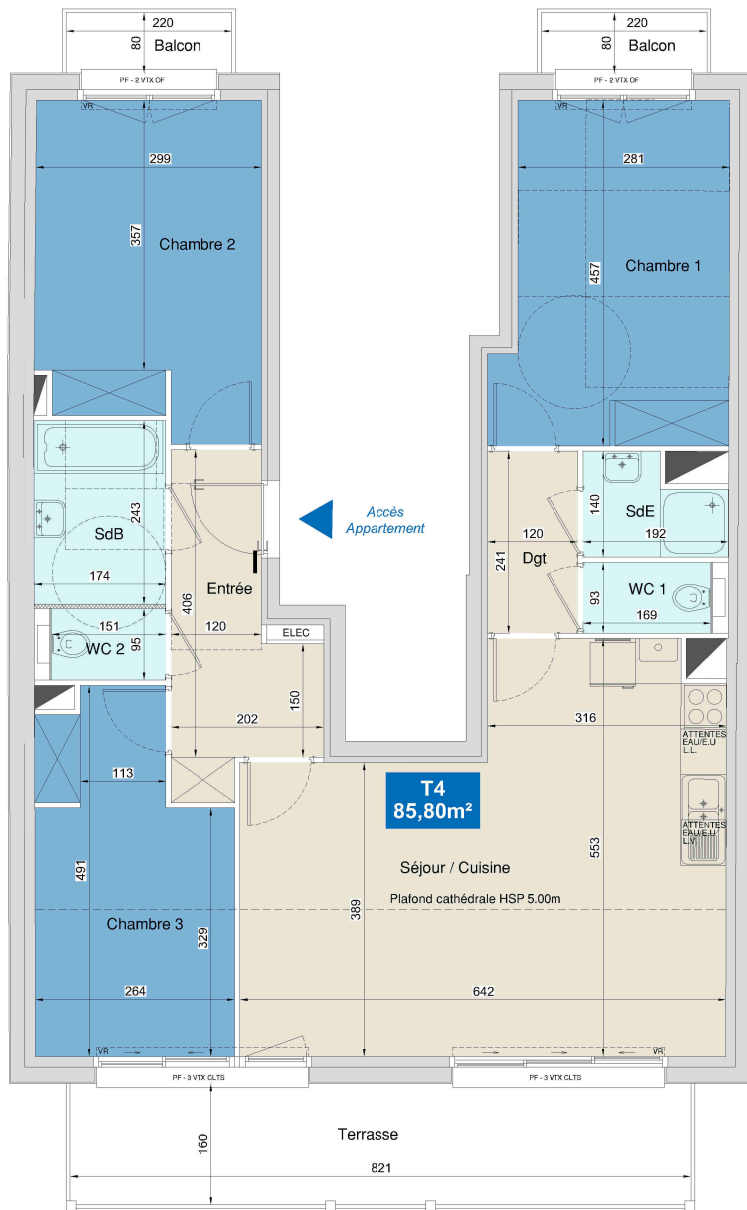 220
220
80
Balcon
80
Balcon
PF - 2 VTX OF
PF - 2 VTX OF
VR
VR
299
281
357
Chambre 2
457
Chambre 1
243
SdB
174
Accès
Appartement
140
SdE
192
120
241
Dgt
Entrée
406
120
93
WC 1
169
151
WC 2
95
ELEC
202
150
316
ATTENTES
EAU/E.U
L.L.
113
T4
85,80m²
ATTENTES
EAU/E.U
L.V.
491
553
Séjour / Cuisine
389
Plafond cathédrale HSP 5.00m
Chambre 3
329
264
642
VR
VR
PF - 3 VTX CLTS
PF - 3 VTX CLTS
160
Terrasse
821